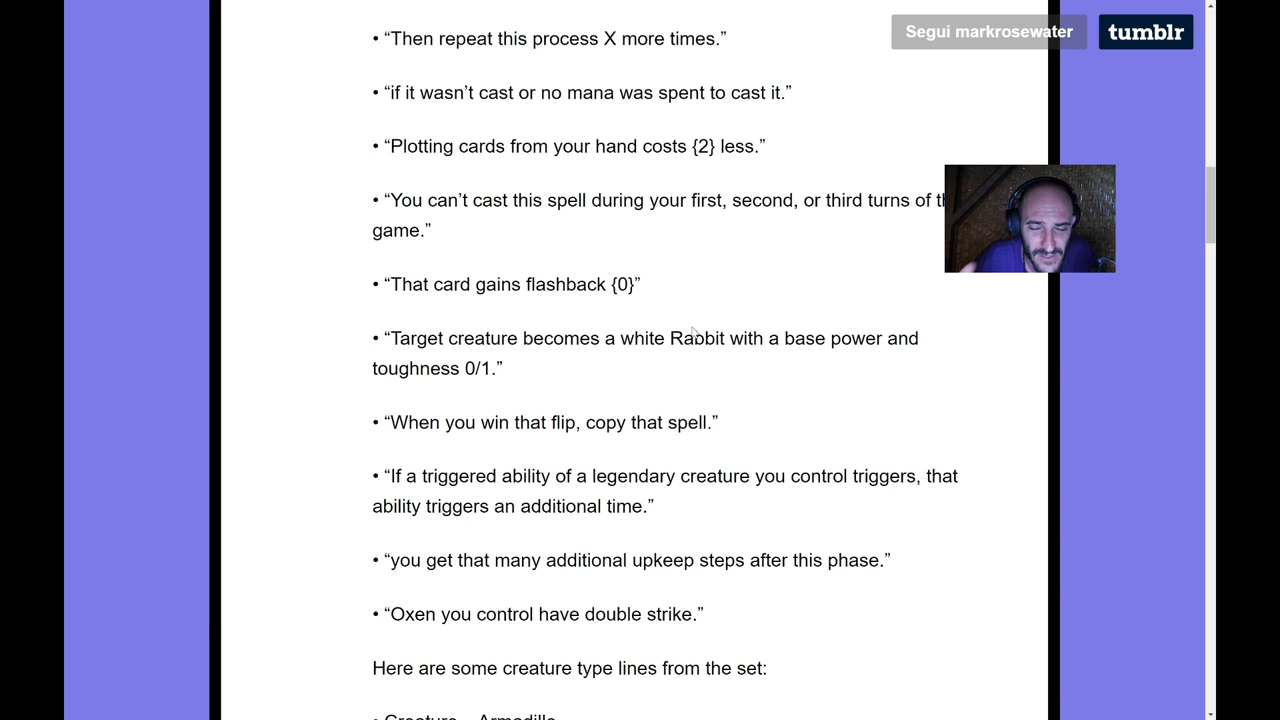 Segui markrosewater
tumblr
• “Then repeat this process X more times.”
• “if it wasn’t cast or no mana was spent to cast it.”
• “Plotting cards from your hand costs {2} less.”
• “You can’t cast this spell during your first, second, or third turns of
game.”
• “That card gains flashback {0}”
• “Target creature becomes a white Rabbit with a base power and
toughness 0/1.”
• “When you win that flip, copy that spell.”
• “If a triggered ability of a legendary creature you control triggers, that
ability triggers an additional time.”
• “you get that many additional upkeep steps after this phase.”
• “Oxen you control have double strike.”
Here are some creature type lines from the set:
• Creature – Armadillo